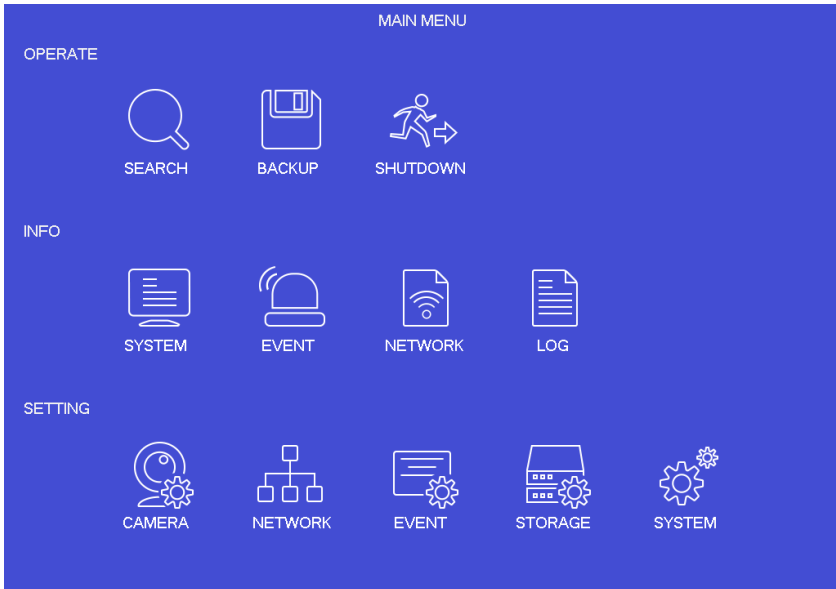 MAIN MENU
OPERATE
SEARCH BACKUP SHUTDOWN
INFO
SYSTEM EVENT NETWORK LOG
SETTING
CAMERA NETWORK EVENT STORAGE SYSTEM